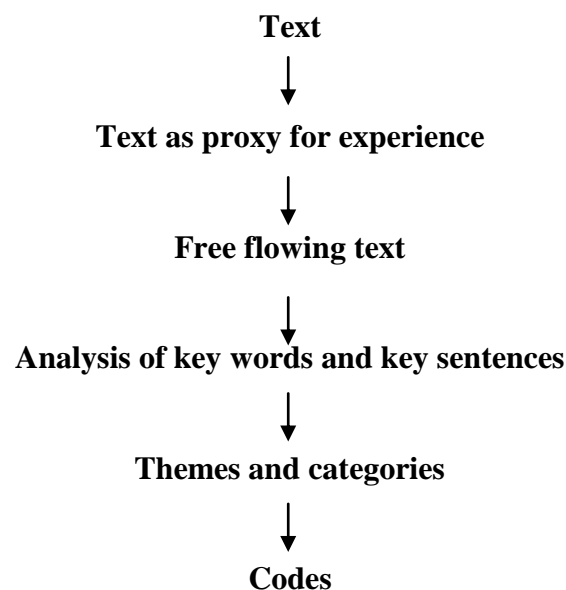 Text
Text as proxy for experience
Free flowing text
Analysis of key words and key sentences
Themes and categories
Codes